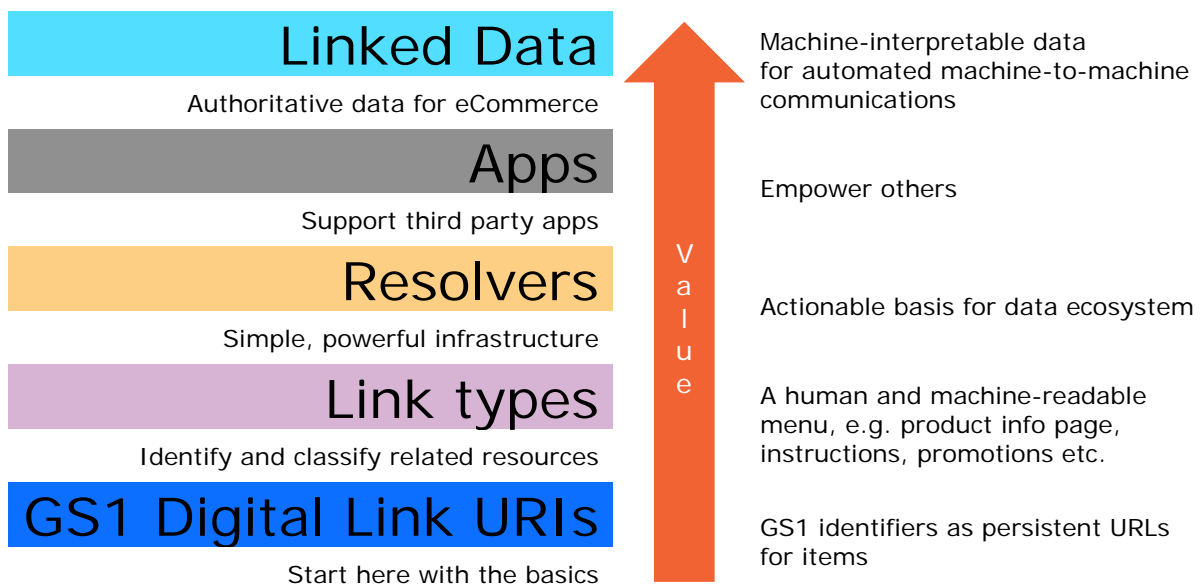 Linked Data
Authoritative data for eCommerce
Apps
Support third party apps
Resolvers
Simple, powerful infrastructure
Link types
Identify and classify related resources
GS1 Digital Link URIs
Start here with the basics
Value
Machine-interpretable data
for automated machine-to-machine
communications
Empower others
Actionable basis for data ecosystem
A human and machine-readable
menu, e.g. product info page,
instructions, promotions etc.
GS1 identifiers as persistent URLs
for items